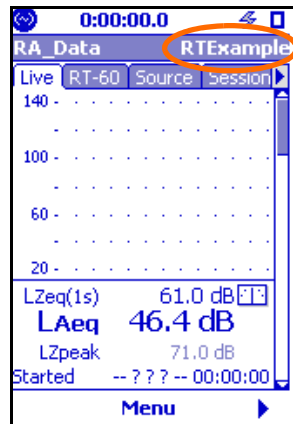 0:00:00.0
RA_Data RTExample
Live RT-60 Source Session
140
100
60
20
LZeq(1s) 61.0 dB
LAeq 46.4 dB
LZpeak 71.0 dB
Started -- ? ? ? -- 00:00:00
Menu